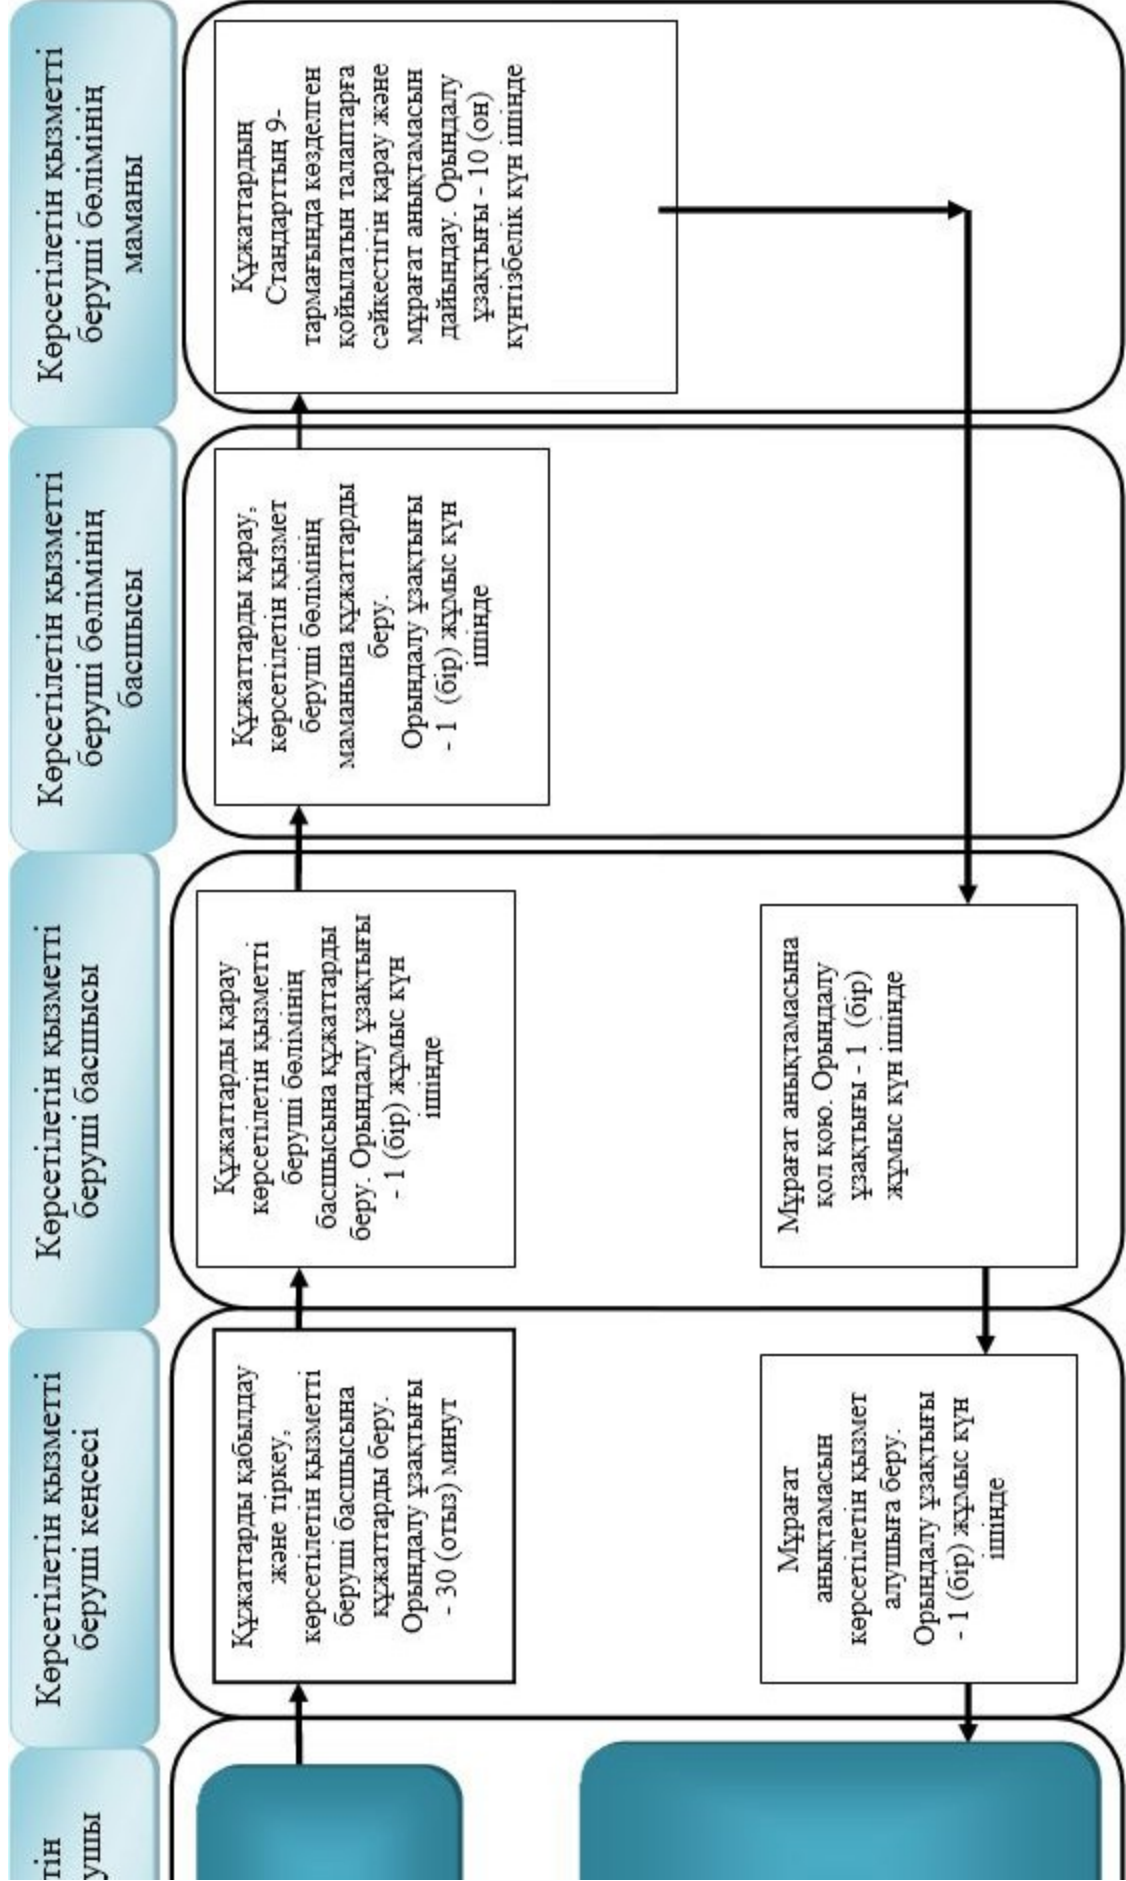 тін
ушы
Көрсетілетін қызметті
беруші кеңсесі
Көрсетілетін қызметті
беруші басшысы
Көрсетілетін қызметті
беруші бөлімінің
басшысы
Көрсетілетін қызметті
беруші бөлімінің
маманы
Құжаттарды қабылдау
және тіркеу,
көрсетілетін қызметті
беруші басшысына
құжаттарды беру.
Орындалу ұзақтығы
- 30 (отыз) минут
Құжаттарды қарау
көрсетілетін қызметті
беруші бөлімінің
басшысына құжаттарды
беру. Орындалу ұзақтығы
- 1 (бір) жұмыс күн
ішінде
Құжаттарды қарау,
көрсетілетін қызмет
беруші бөлімінің
маманына құжаттарды
беру.
Орындалу ұзақтығы
- 1 (бір) жұмыс күн
ішінде
Құжаттардың
Стандарттың 9-
тармағында көзделген
қойылатын талаптарға
сәйкестігін қарау және
мұрағат анықтамасын
дайындау. Орындалу
ұзақтығы - 10 (он)
күнтізбелік күн ішінде
Мұрағат анықтамасына
қол қою. Орындалу
ұзақтығы - 1 (бір)
жұмыс күн ішінде
Мұрағат
анықтамасын
көрсетілетін қызмет
алушыға беру.
Орындалу ұзақтығы
- 1 (бір) жұмыс күн
ішінде